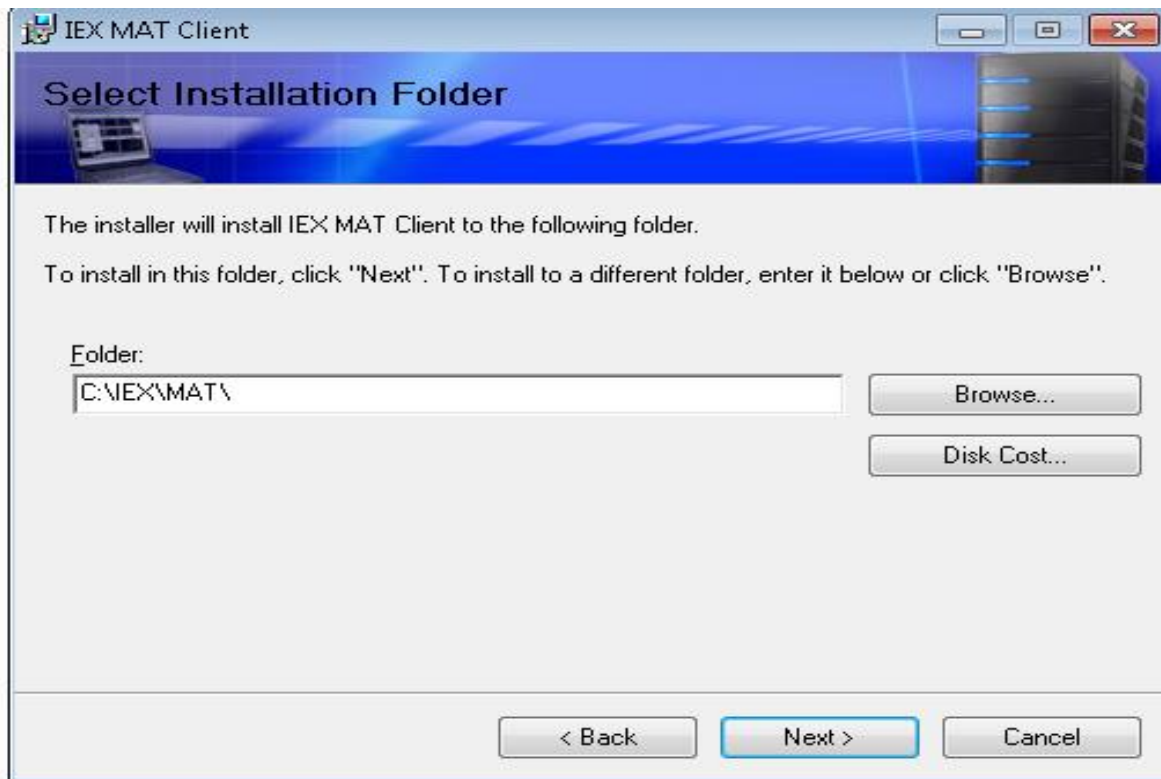 IEX MAT Client
Select Installation Folder
The installer will install IEX MAT Client to the following folder.
To install in this folder, click "Next". To install to a different folder, enter it below or click "Browse".
Folder:
C:\IEX\MAT\
Browse...
Disk Cost...
< Back
Next >
Cancel